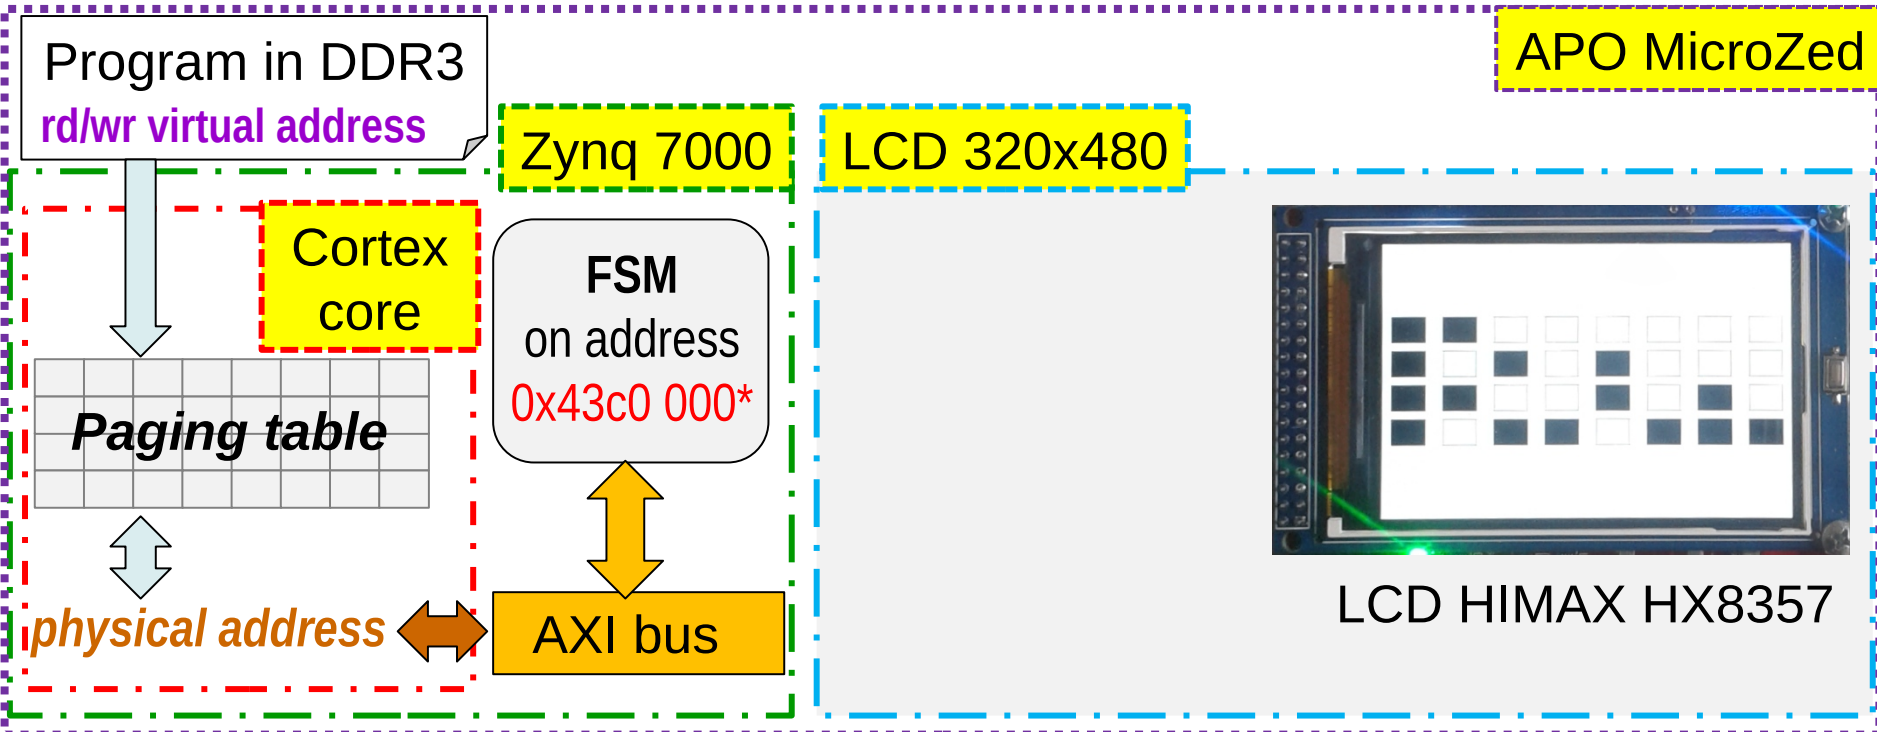 Program in DDR3
rd/wr virtual address
APO MicroZed
Zynq 7000
LCD 320x480
Cortex
core
FSM
on address
0x43c0 000*
Paging table
physical address
AXI bus
LCD HIMAX HX8357